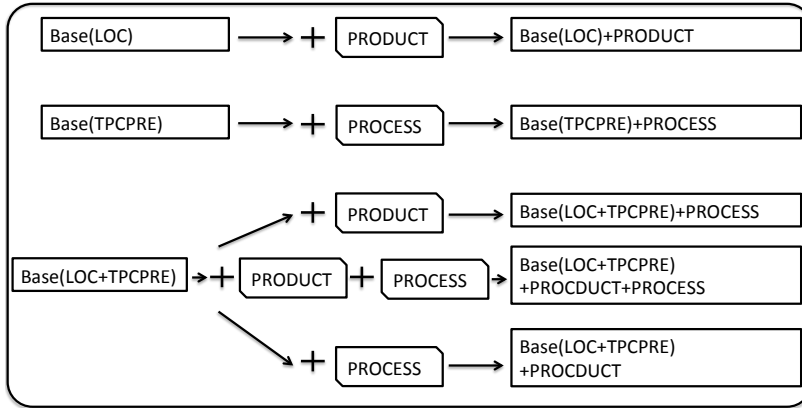 Base(LOC)
+
PRODUCT
Base(LOC)+PRODUCT
Base(TPCPRE)
+
PROCESS
Base(TPCPRE)+PROCESS
+
PRODUCT
Base(LOC+TPCPRE)+PROCESS
Base(LOC+TPCPRE)
+
PRODUCT
+
PROCESS
Base(LOC+TPCPRE)
+PROCDUCT+PROCESS
+
PROCESS
Base(LOC+TPCPRE)
+PROCDUCT